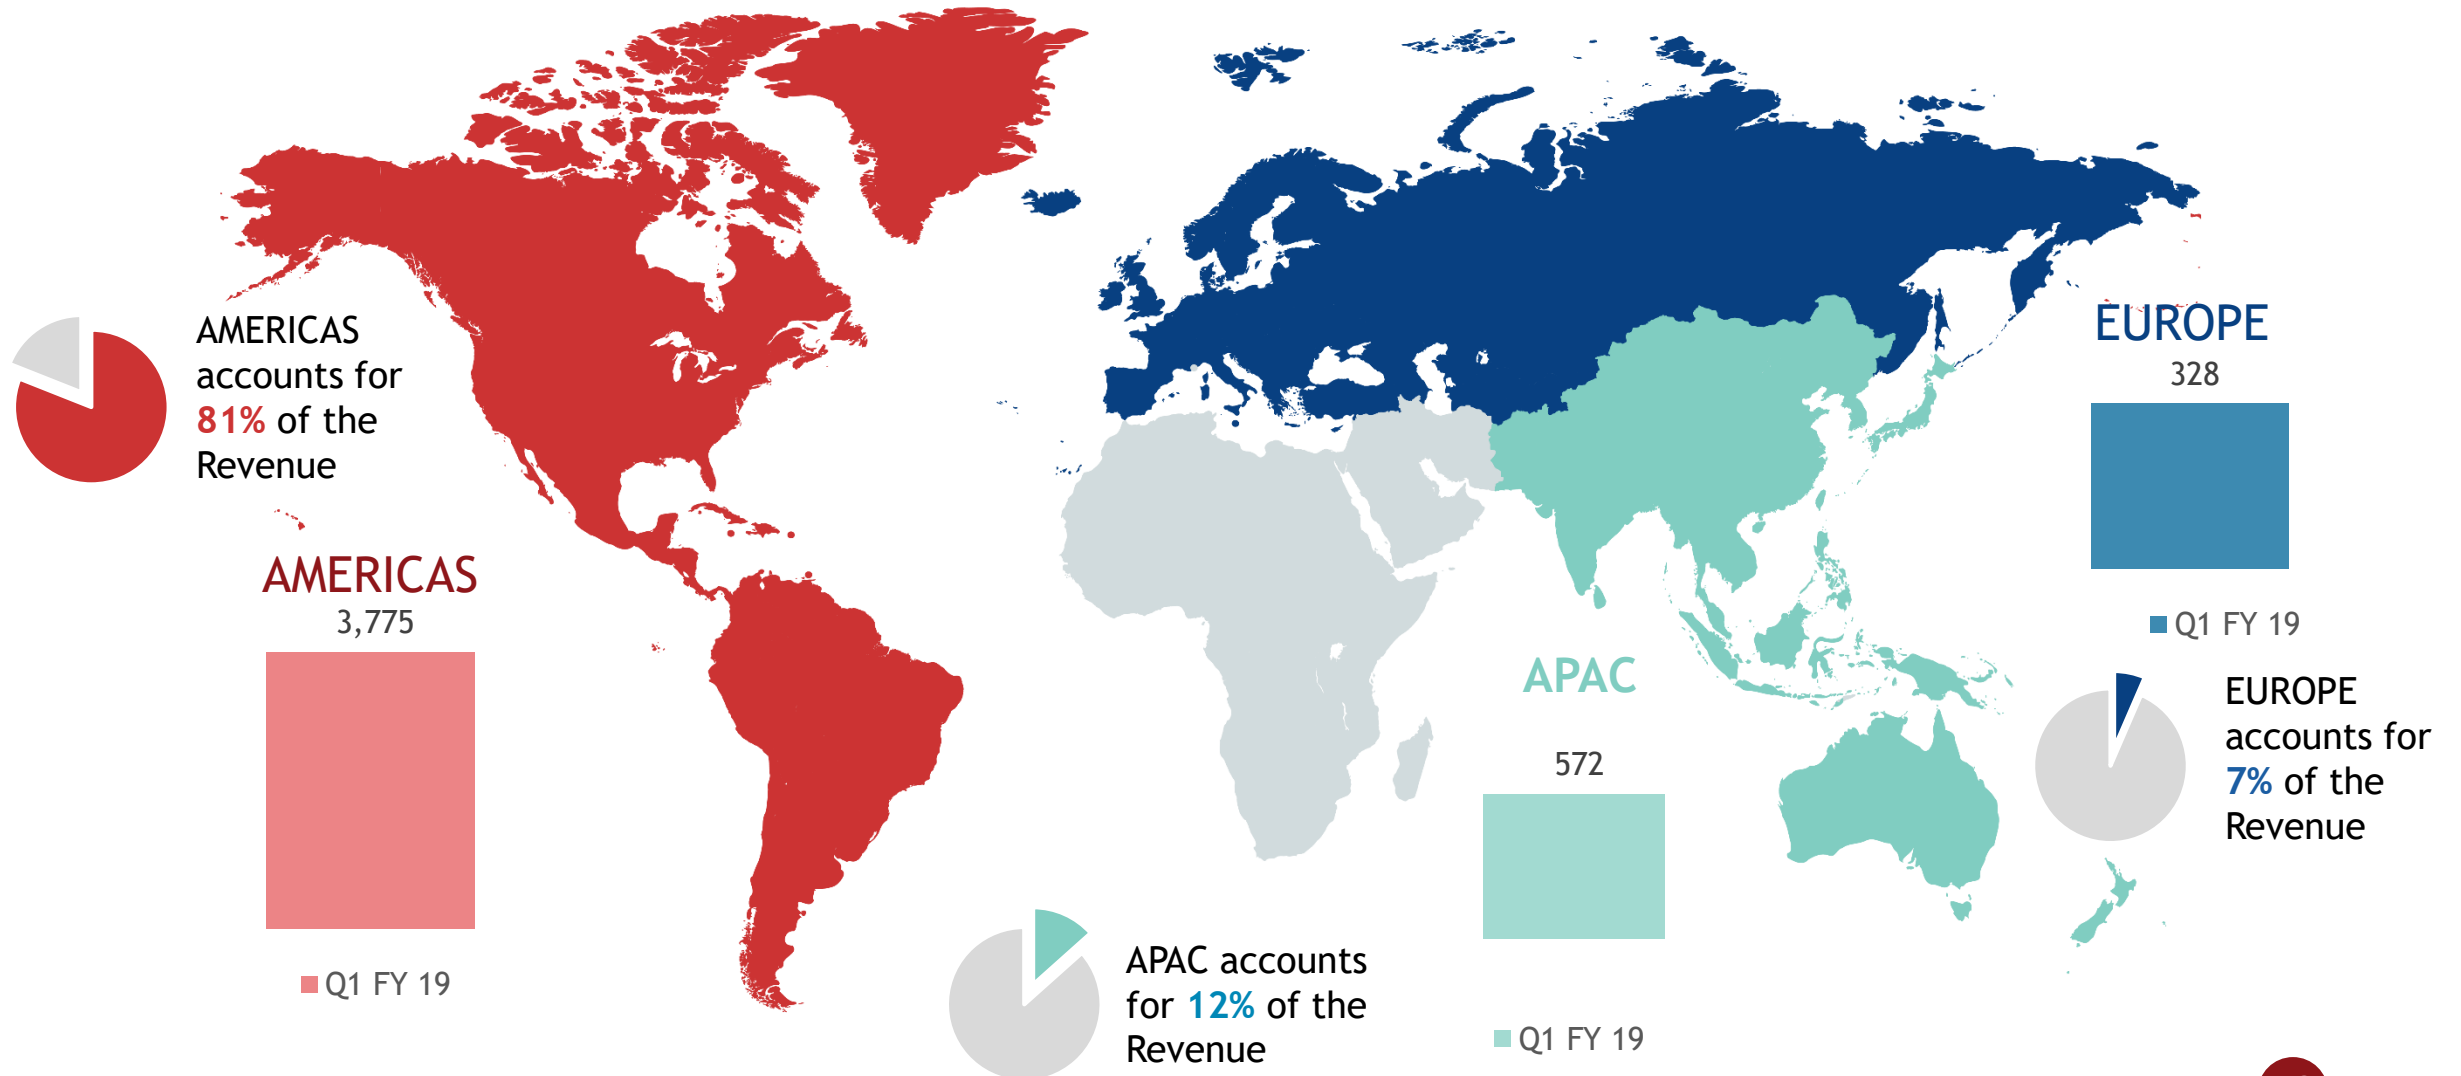 AMERICAS
accounts for
81% of the
Revenue
AMERICAS
3,775
Q1 FY 19
APAC accounts
for 12% of the
Revenue
APAC
572
Q1 FY 19
EUROPE
328
Q1 FY 19
EUROPE
accounts for
7% of the
Revenue